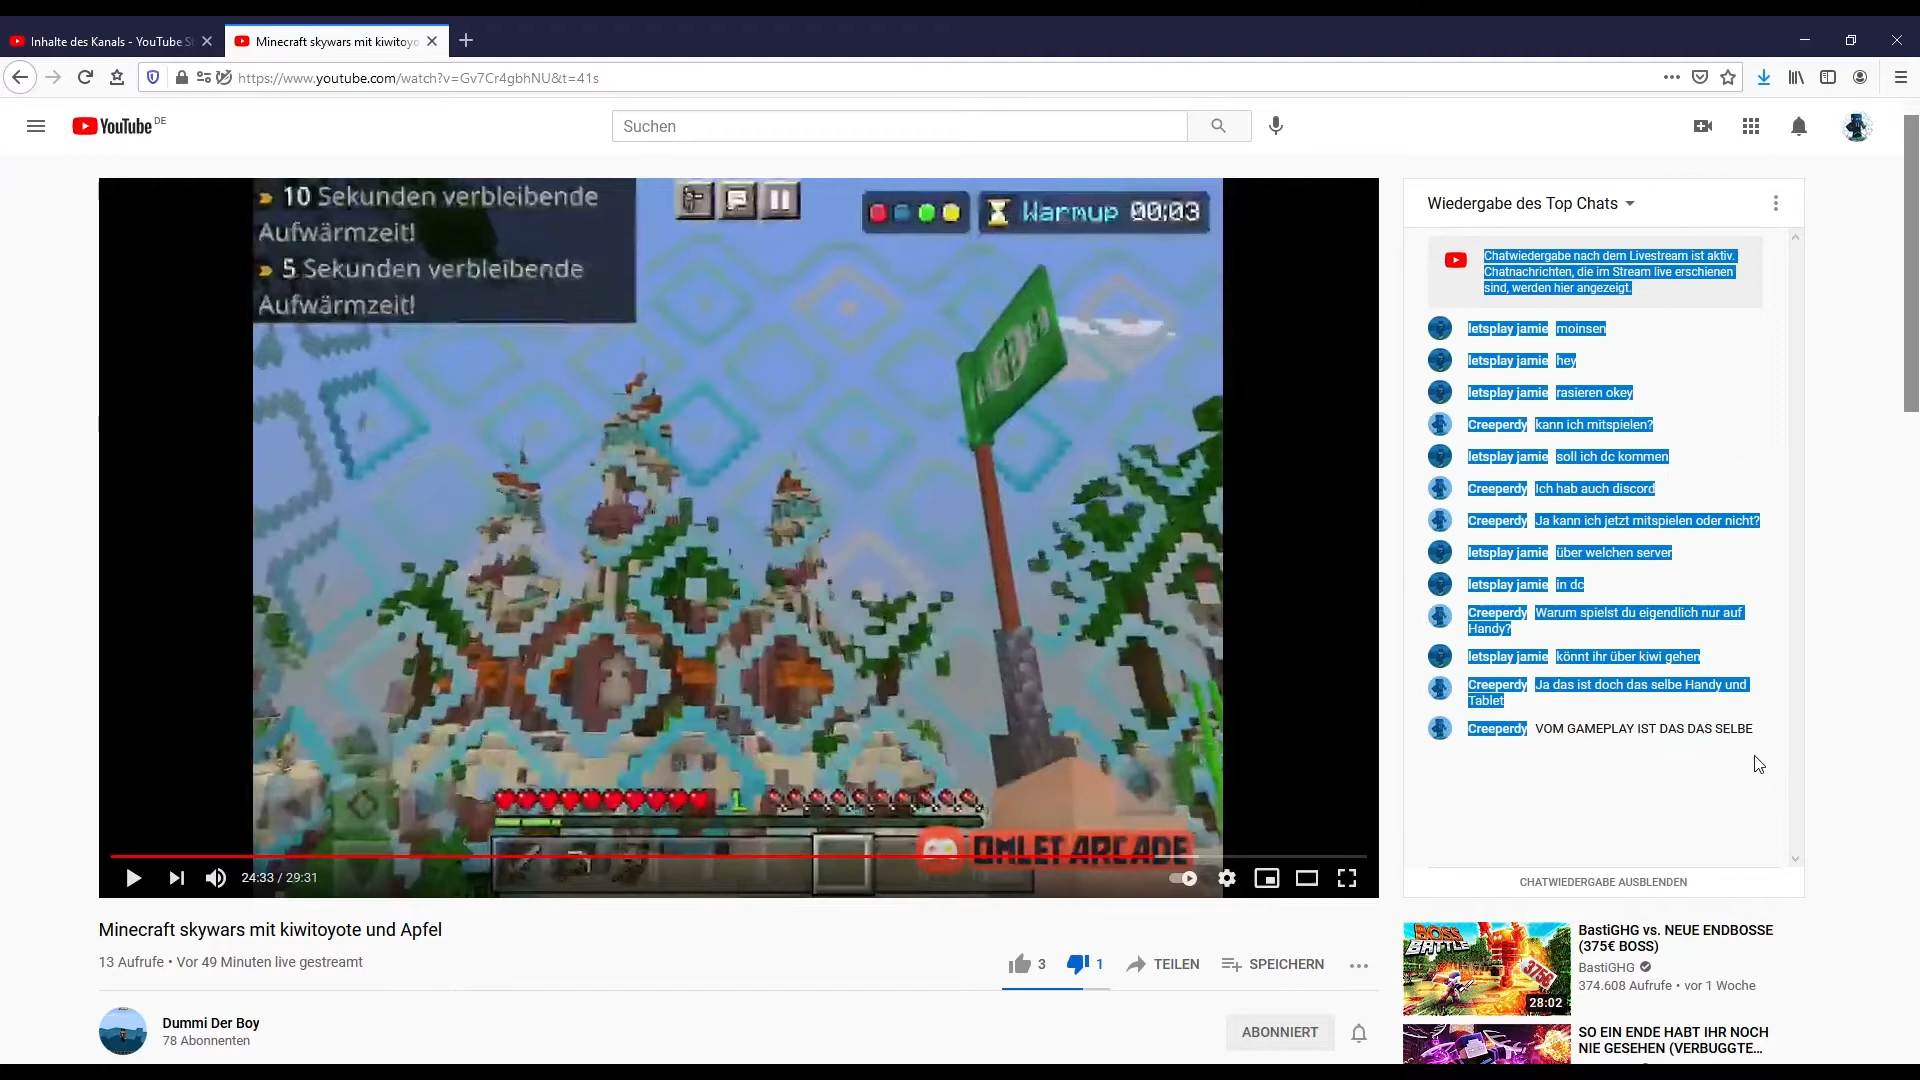 Inhalte des Kanals - YouTube St
Minecraft skywars mit kiwitoyo
https://www.youtube.com/watch?v=Gv7Cr4gbhNU&t=41s
YouTube DE
Suchen
10 Sekunden verbleibende
Aufwärmzeit!
5 Sekunden verbleibende
Aufwärmzeit!
Warmup 00:03
1
OMLET ARCADE
24:33 / 29:31
Minecraft skywars mit kiwitoyote und Apfel
13 Aufrufe • Vor 49 Minuten live gestreamt
3
1
TEILEN
SPEICHERN
Dummi Der Boy
78 Abonnenten
ABONNIERT
Wiedergabe des Top Chats
Chatwiedergabe nach dem Livestream ist aktiv.
Chatnachrichten, die im Stream live erschienen
sind, werden hier angezeigt.
letsplay jamie moinsen
letsplay jamie hey
letsplay jamie rasieren okey
Creeperdy kann ich mitspielen?
letsplay jamie soll ich dc kommen
Creeperdy Ich hab auch discord
Creeperdy Ja kann ich jetzt mitspielen oder nicht?
letsplay jamie über welchen server
letsplay jamie in dc
Creeperdy Warum spielst du eigendlich nur auf
Handy?
letsplay jamie könnt ihr über kiwi gehen
Creeperdy Ja das ist doch das selbe Handy und
Tablet
Creeperdy VOM GAMEPLAY IST DAS DAS SELBE
CHATWIEDERGABE AUSBLENDEN
BOSS
BATTLE
375€
28:02
BastiGHG vs. NEUE ENDBOSSE
(375€ BOSS)
BastiGHG
374.608 Aufrufe • vor 1 Woche
SO EIN ENDE HABT IHR NOCH
NIE GESEHEN (VERBUGGTE...